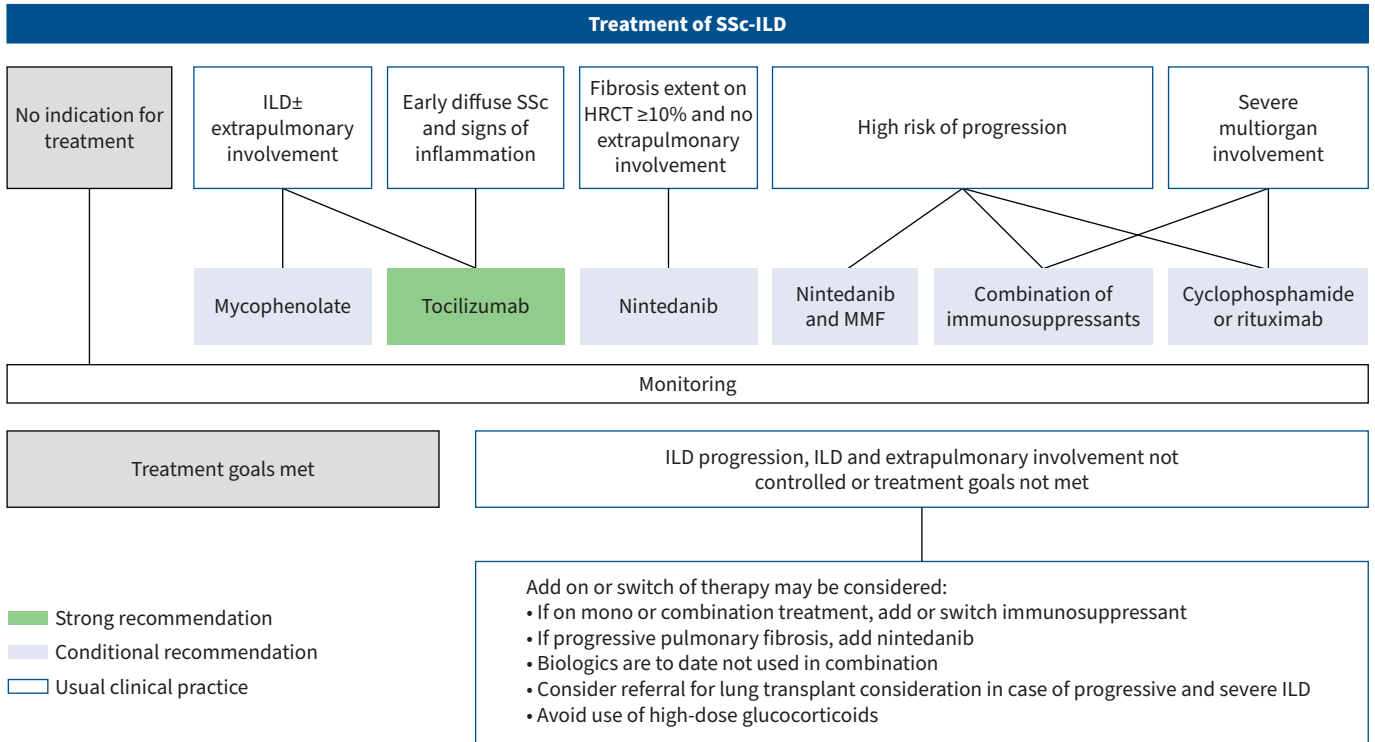 Treatment of SSc-ILD
No indication for
treatment
ILD±
extrapulmonary
involvement
Early diffuse SSc
and signs of
inflammation
Fibrosis extent on
HRCT ≥10% and no
extrapulmonary
involvement
High risk of progression
Severe
multiorgan
involvement
Mycophenolate
Tocilizumab
Nintedanib
Nintedanib
and MMF
Combination of
immunosuppressants
Cyclophosphamide
or rituximab
Monitoring
Treatment goals met
ILD progression, ILD and extrapulmonary involvement not
controlled or treatment goals not met
Add on or switch of therapy may be considered:
• If on mono or combination treatment, add or switch immunosuppressant
• If progressive pulmonary fibrosis, add nintedanib
• Biologics are to date not used in combination
• Consider referral for lung transplant consideration in case of progressive and severe ILD
• Avoid use of high-dose glucocorticoids
Strong recommendation
Conditional recommendation
Usual clinical practice